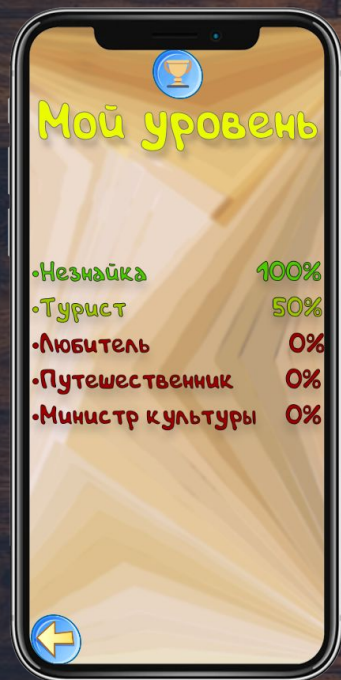 Мой уровень
•Незнайка 100%
•Турист 50%
•Любитель 0%
•Путешественник 0%
•Министр культуры 0%